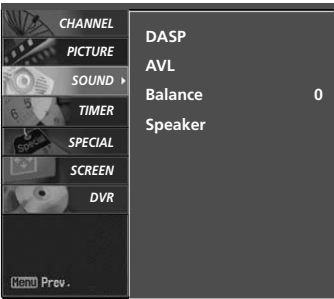 CHANNEL
PICTURE
SOUND
TIMER
SPECIAL
SCREEN
DVR
DASP
AVL
Balance 0
Speaker
Menu Prev.